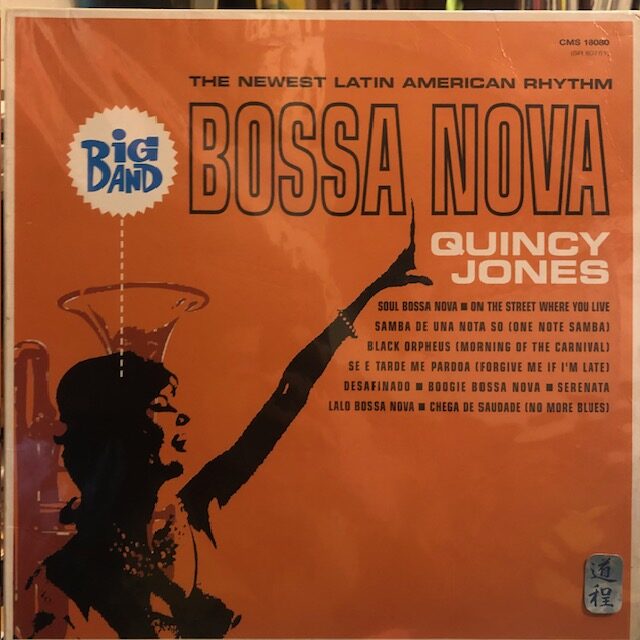 CMS 18080
THE NEWEST LATIN AMERICAN RHYTHM
BiG
BAND
BOSSA NOVA
QUINCY
JONES
SOUL BOSSA NOVA ■ ON THE STREET WHERE YOU LIVE
SAMBA DE UNA NOTA SO (ONE NOTE SAMBA)
BLACK ORPHEUS (MORNING OF THE CARNIVAL)
SE E TARDE ME PARDOA (FORGIVE ME IF I'M LATE)
DESAFINADO ■ BOOGIE BOSSA NOVA ■ SERENATA
LALO BOSSA NOVA ■ CHEGA DE SAUDADE (NO MORE BLUES)
道
程